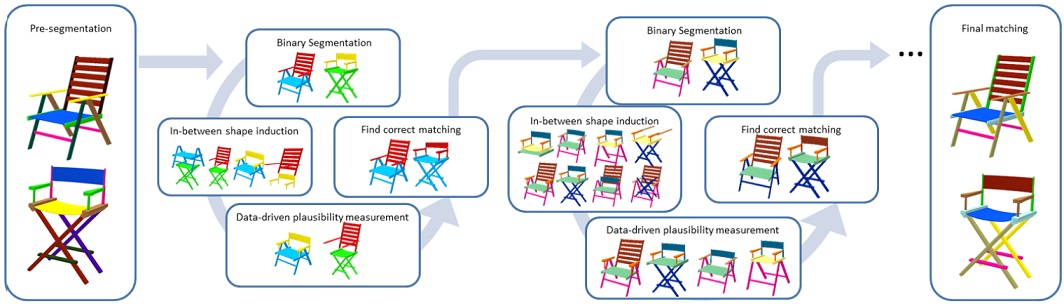 Pre-segmentation
Binary Segmentation
In-between shape induction
Find correct matching
Data-driven plausibility measurement
Binary Segmentation
In-between shape induction
Find correct matching
Data-driven plausibility measurement
...
Final matching